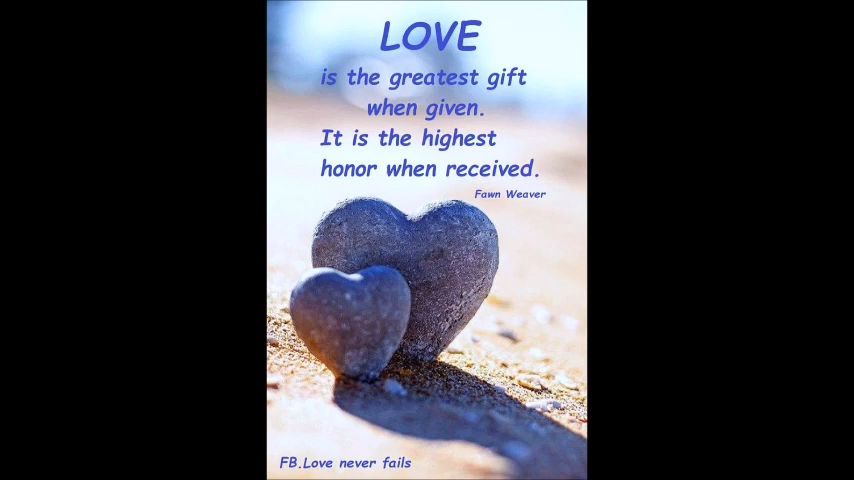 LOVE
is the greatest gift
when given.
It is the highest
honor when received.
Fawn Weaver
FB.Love never fails